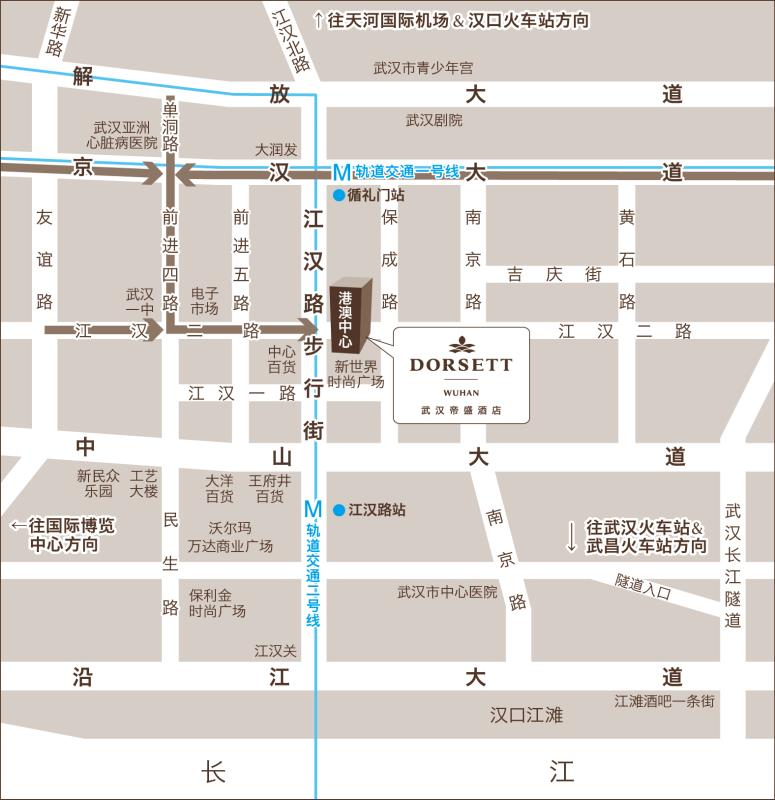 新华路
江汉北路
↑往天河国际机场 & 汉口火车站方向
解放大道
武汉市青少年宫
单洞路
武汉亚洲
心脏病医院
武汉剧院
大润发
京汉大道
M 轨道交通一号线
循礼门站
友谊路
前进四路
前进五路
江汉路步行街
保成路
南京路
黄石路
吉庆街
武汉
一中
电子
市场
港澳中心
江汉二路
江汉二路
中心
百货
新世界
时尚广场
DORSETT
WUHAN
武汉帝盛酒店
江汉一路
中山大道
新民众
乐园
工艺
大楼
大洋
百货
王府井
百货
M 轨道交通二号线
江汉路站
←往国际博览
中心方向
民生路
沃尔玛
万达商业广场
南京路
↓往武汉火车站&
武昌火车站方向
武汉长江隧道
隧道入口
武汉市中心医院
保利金
时尚广场
江汉关
沿江大道
江滩酒吧一条街
汉口江滩
长江